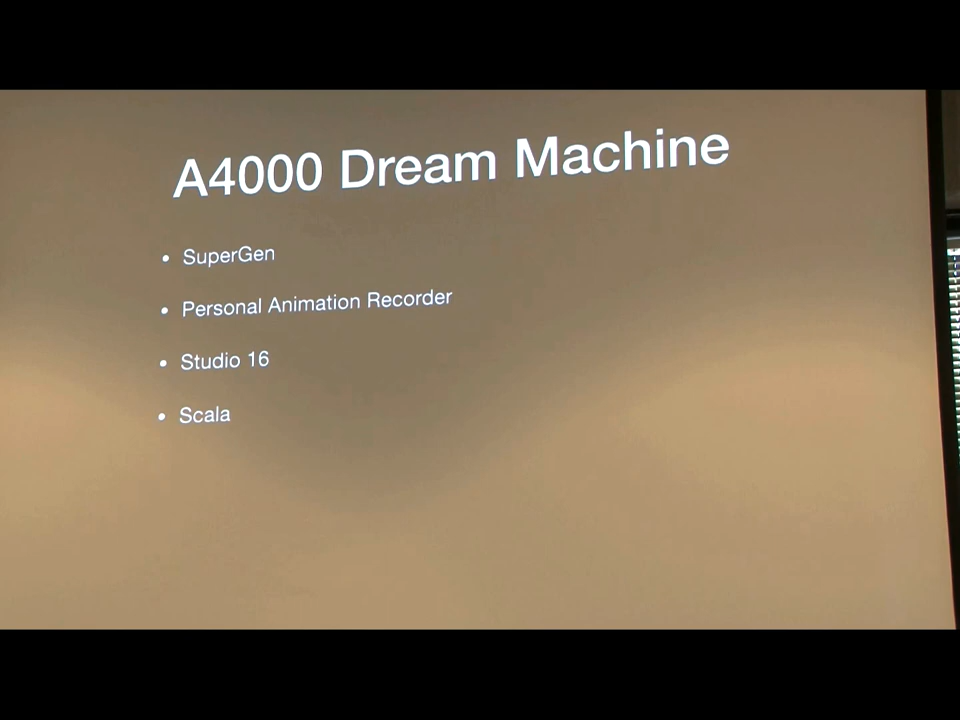 A4000 Dream Machine
• SuperGen
• Personal Animation Recorder
• Studio 16
• Scala